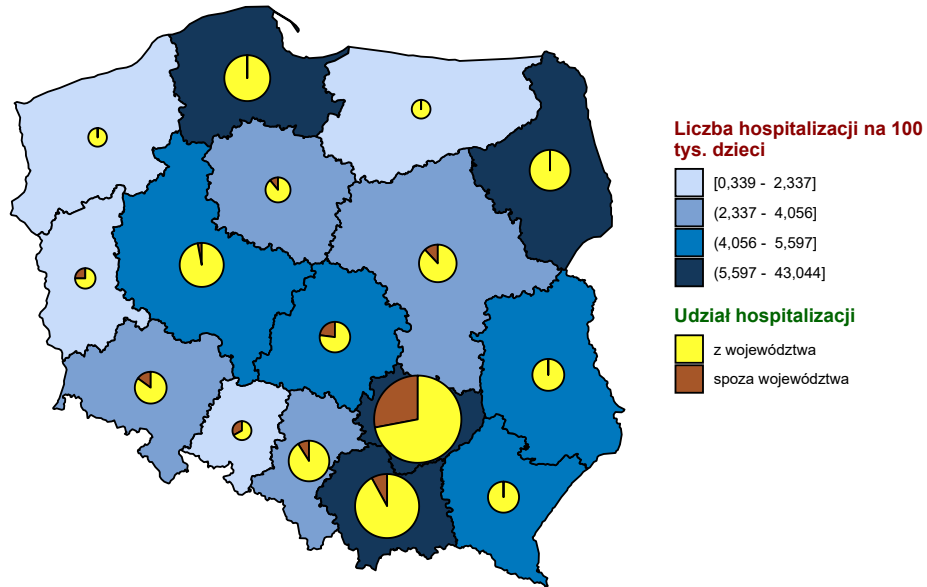 Liczba hospitalizacji na 100
tys. dzieci
[0,339 - 2,337]
(2,337 - 4,056]
(4,056 - 5,597]
(5,597 - 43,044]
Udział hospitalizacji
z województwa
spoza województwa